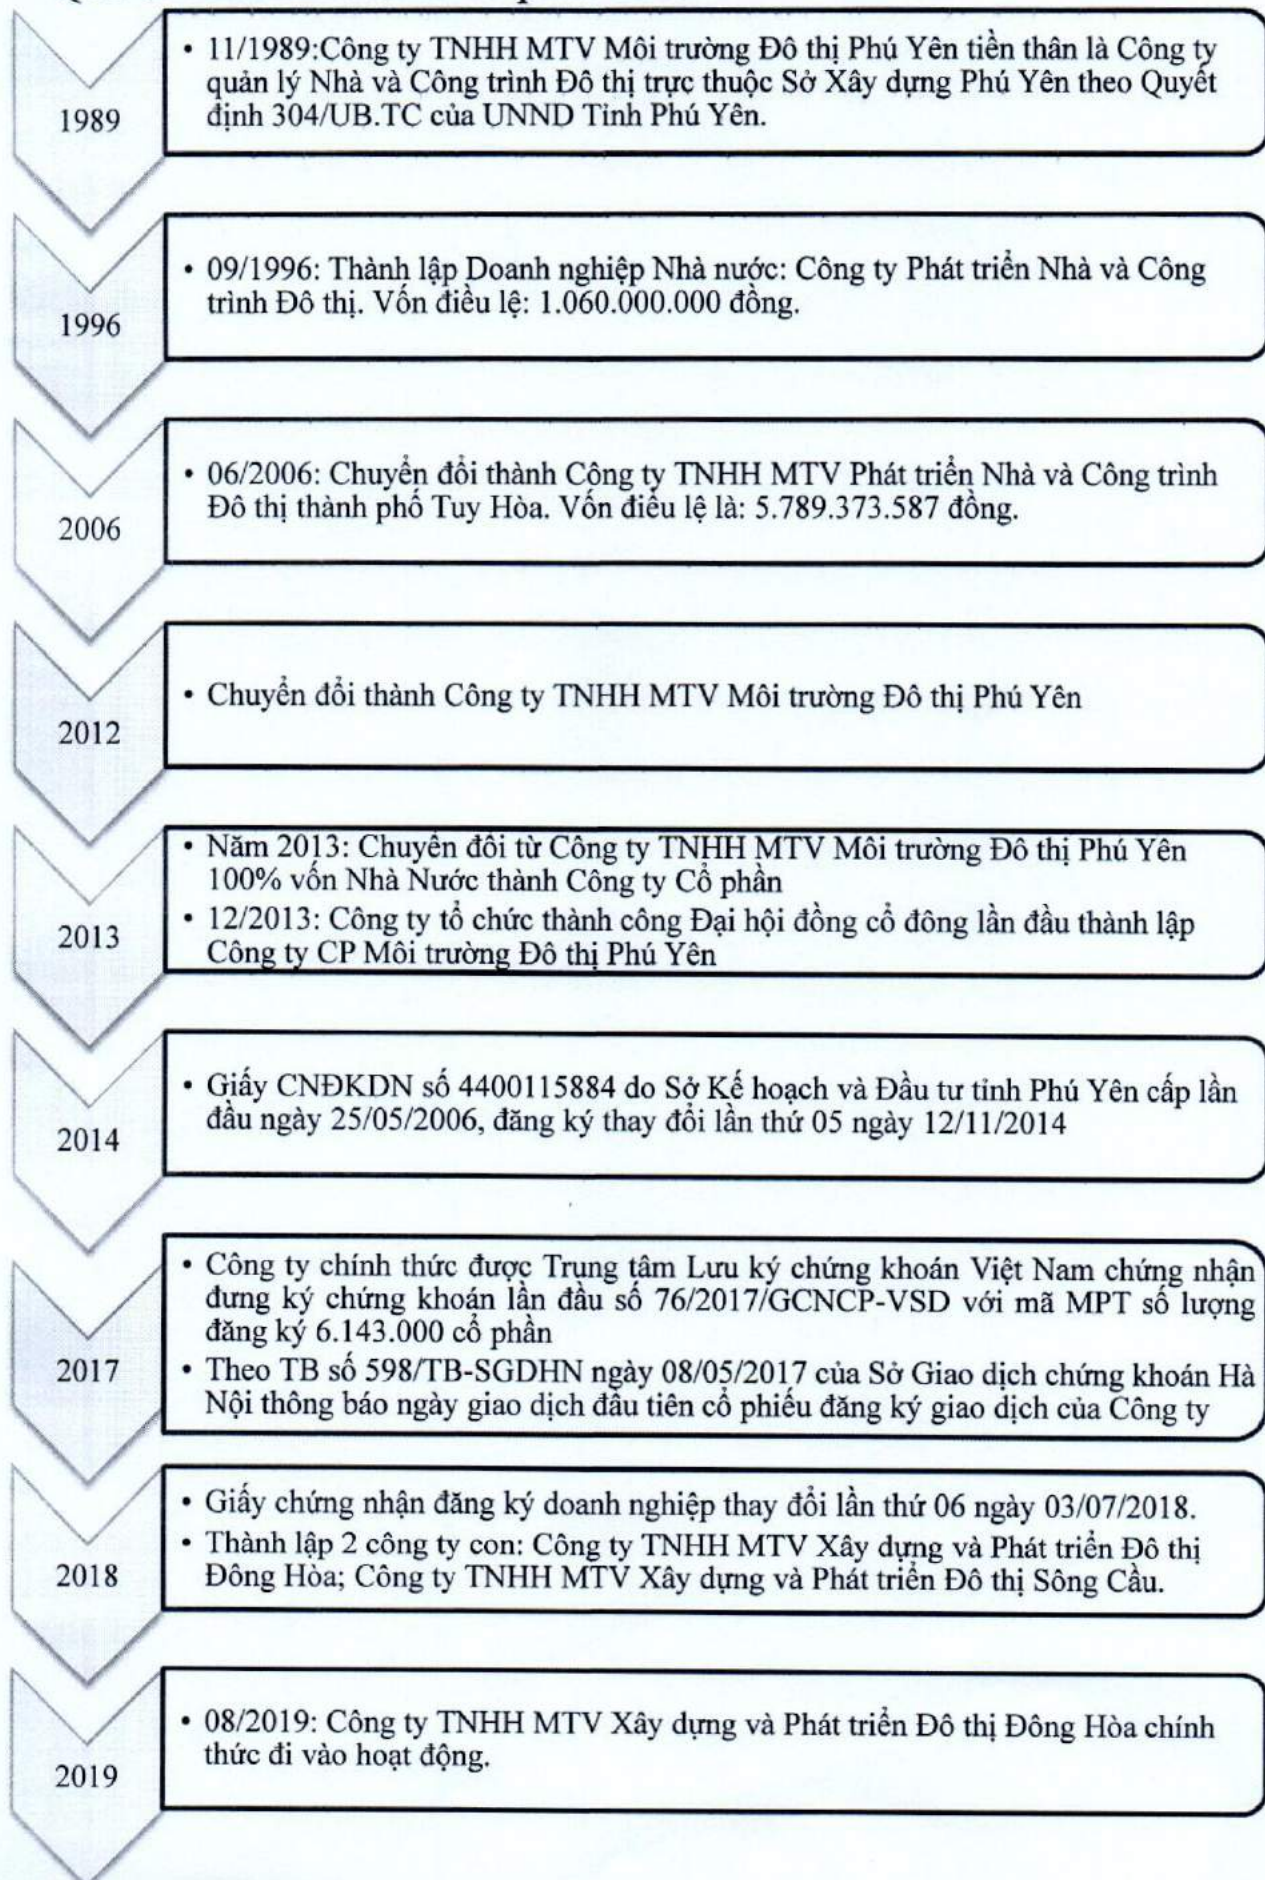 1989
• 11/1989:Công ty TNHH MTV Môi trường Đô thị Phú Yên tiền thân là Công ty
quản lý Nhà và Công trình Đô thị trực thuộc Sở Xây dựng Phú Yên theo Quyết
định 304/UB.TC của UNND Tỉnh Phú Yên.
1996
• 09/1996: Thành lập Doanh nghiệp Nhà nước: Công ty Phát triển Nhà và Công
trình Đô thị. Vốn điều lệ: 1.060.000.000 đồng.
2006
• 06/2006: Chuyển đổi thành Công ty TNHH MTV Phát triển Nhà và Công trình
Đô thị thành phố Tuy Hòa. Vốn điều lệ là: 5.789.373.587 đồng.
2012
• Chuyển đổi thành Công ty TNHH MTV Môi trường Đô thị Phú Yên
2013
• Năm 2013: Chuyển đổi từ Công ty TNHH MTV Môi trường Đô thị Phú Yên
100% vốn Nhà Nước thành Công ty Cổ phần
• 12/2013: Công ty tổ chức thành công Đại hội đồng cổ đông lần đầu thành lập
Công ty CP Môi trường Đô thị Phú Yên
2014
• Giấy CNĐKDN số 4400115884 do Sở Kế hoạch và Đầu tư tỉnh Phú Yên cấp lần
đầu ngày 25/05/2006, đăng ký thay đổi lần thứ 05 ngày 12/11/2014
2017
• Công ty chính thức được Trung tâm Lưu ký chứng khoán Việt Nam chứng nhận
đưng ký chứng khoán lần đầu số 76/2017/GCNCP-VSD với mã MPT số lượng
đăng ký 6.143.000 cổ phần
• Theo TB số 598/TB-SGDHN ngày 08/05/2017 của Sở Giao dịch chứng khoán Hà
Nội thông báo ngày giao dịch đầu tiên cổ phiếu đăng ký giao dịch của Công ty
2018
• Giấy chứng nhận đăng ký doanh nghiệp thay đổi lần thứ 06 ngày 03/07/2018.
• Thành lập 2 công ty con: Công ty TNHH MTV Xây dựng và Phát triển Đô thị
Đông Hòa; Công ty TNHH MTV Xây dựng và Phát triển Đô thị Sông Cầu.
2019
• 08/2019: Công ty TNHH MTV Xây dựng và Phát triển Đô thị Đông Hòa chính
thức đi vào hoạt động.